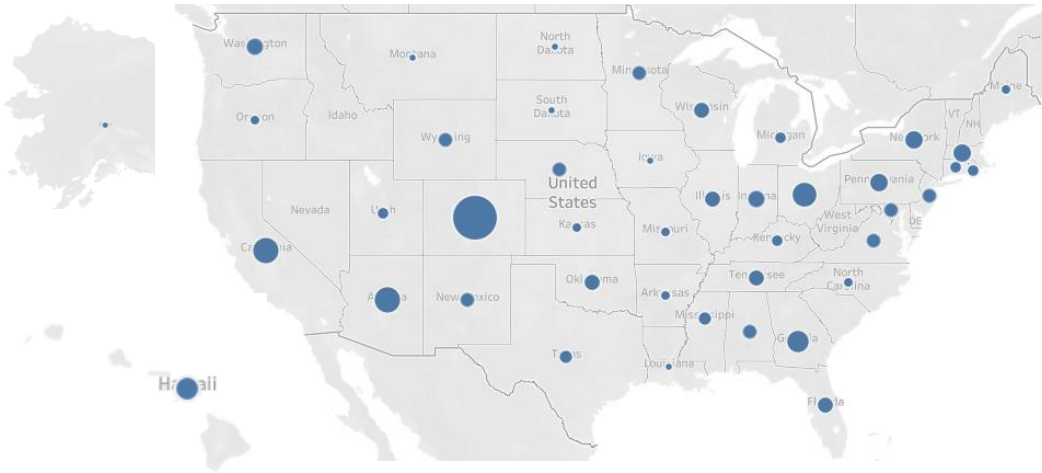 North
Dakota
Washington
Montana
Minnesota
Maine
South
Dakota
Wisconsin
VT
NH
Oregon
Idaho
Wyoming
Michigan
New York
Iowa
United
States
Pennsylvania
Nevada
Utah
Illinois
Indiana
West
Virginia
DE
California
Kansas
Missouri
Kentucky
Arizona
New Mexico
Oklahoma
Tennessee
North
Carolina
Arkansas
Mississippi
Georgia
Texas
Louisiana
Hawaii
Florida